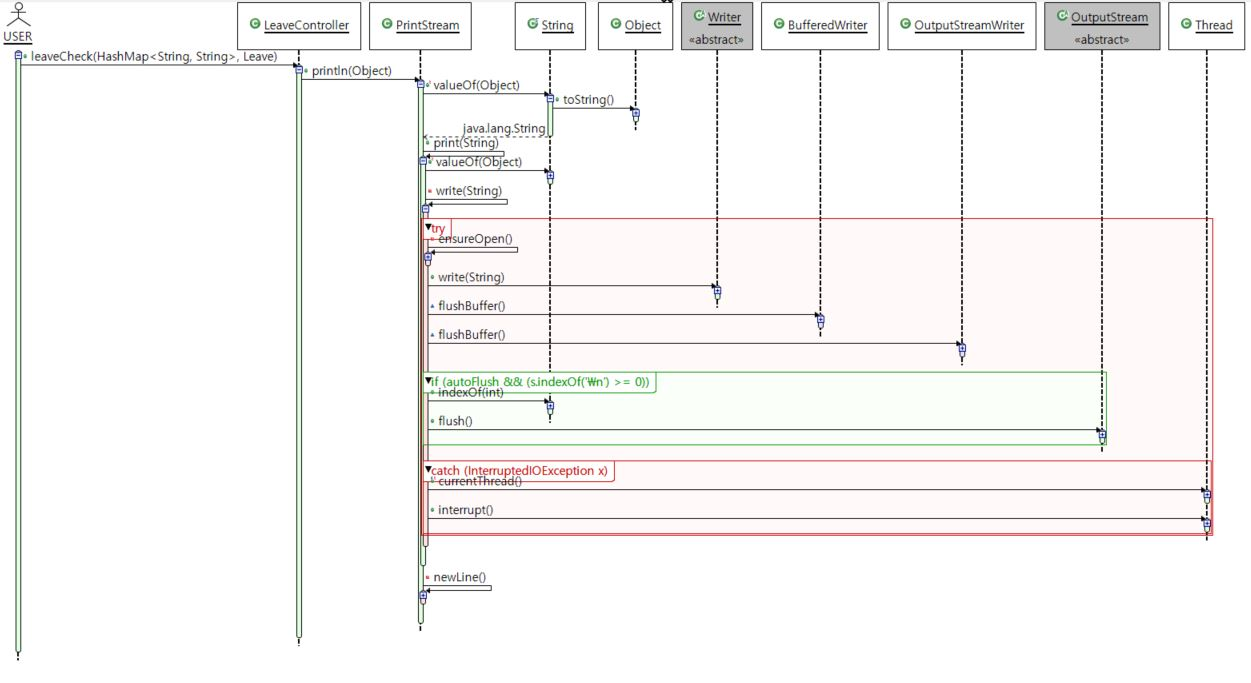 USER
LeaveController
PrintStream
String
Object
Writer
«abstract»
BufferedWriter
OutputStreamWriter
OutputStream
«abstract»
Thread
leaveCheck(HashMap<String, String>, Leave)
println(Object)
valueOf(Object)
toString()
java.lang.String
print(String)
valueOf(Object)
write(String)
try
ensureOpen()
write(String)
flushBuffer()
flushBuffer()
if (autoFlush && (s.indexOf('₩n') >= 0))
indexOf(int)
flush()
catch (InterruptedIOException x)
currentThread()
interrupt()
newLine()